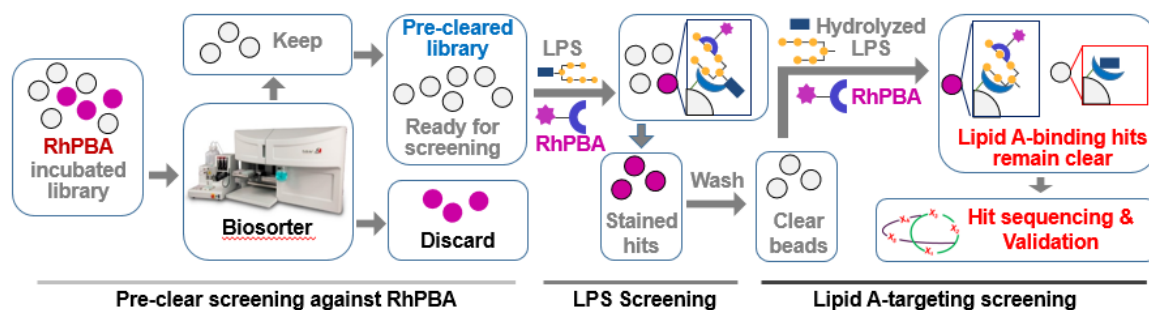 RhPBA
incubated library
Keep
Biosorter
Pre-cleared
library
Ready for
screening
Discard
LPS
RhPBA
Stained
hits
Wash
Clear
beads
Hydrolyzed
LPS
RhPBA
Lipid A-binding hits
remain clear
Hit sequencing &
Validation
Pre-clear screening against RhPBA
LPS Screening
Lipid A-targeting screening